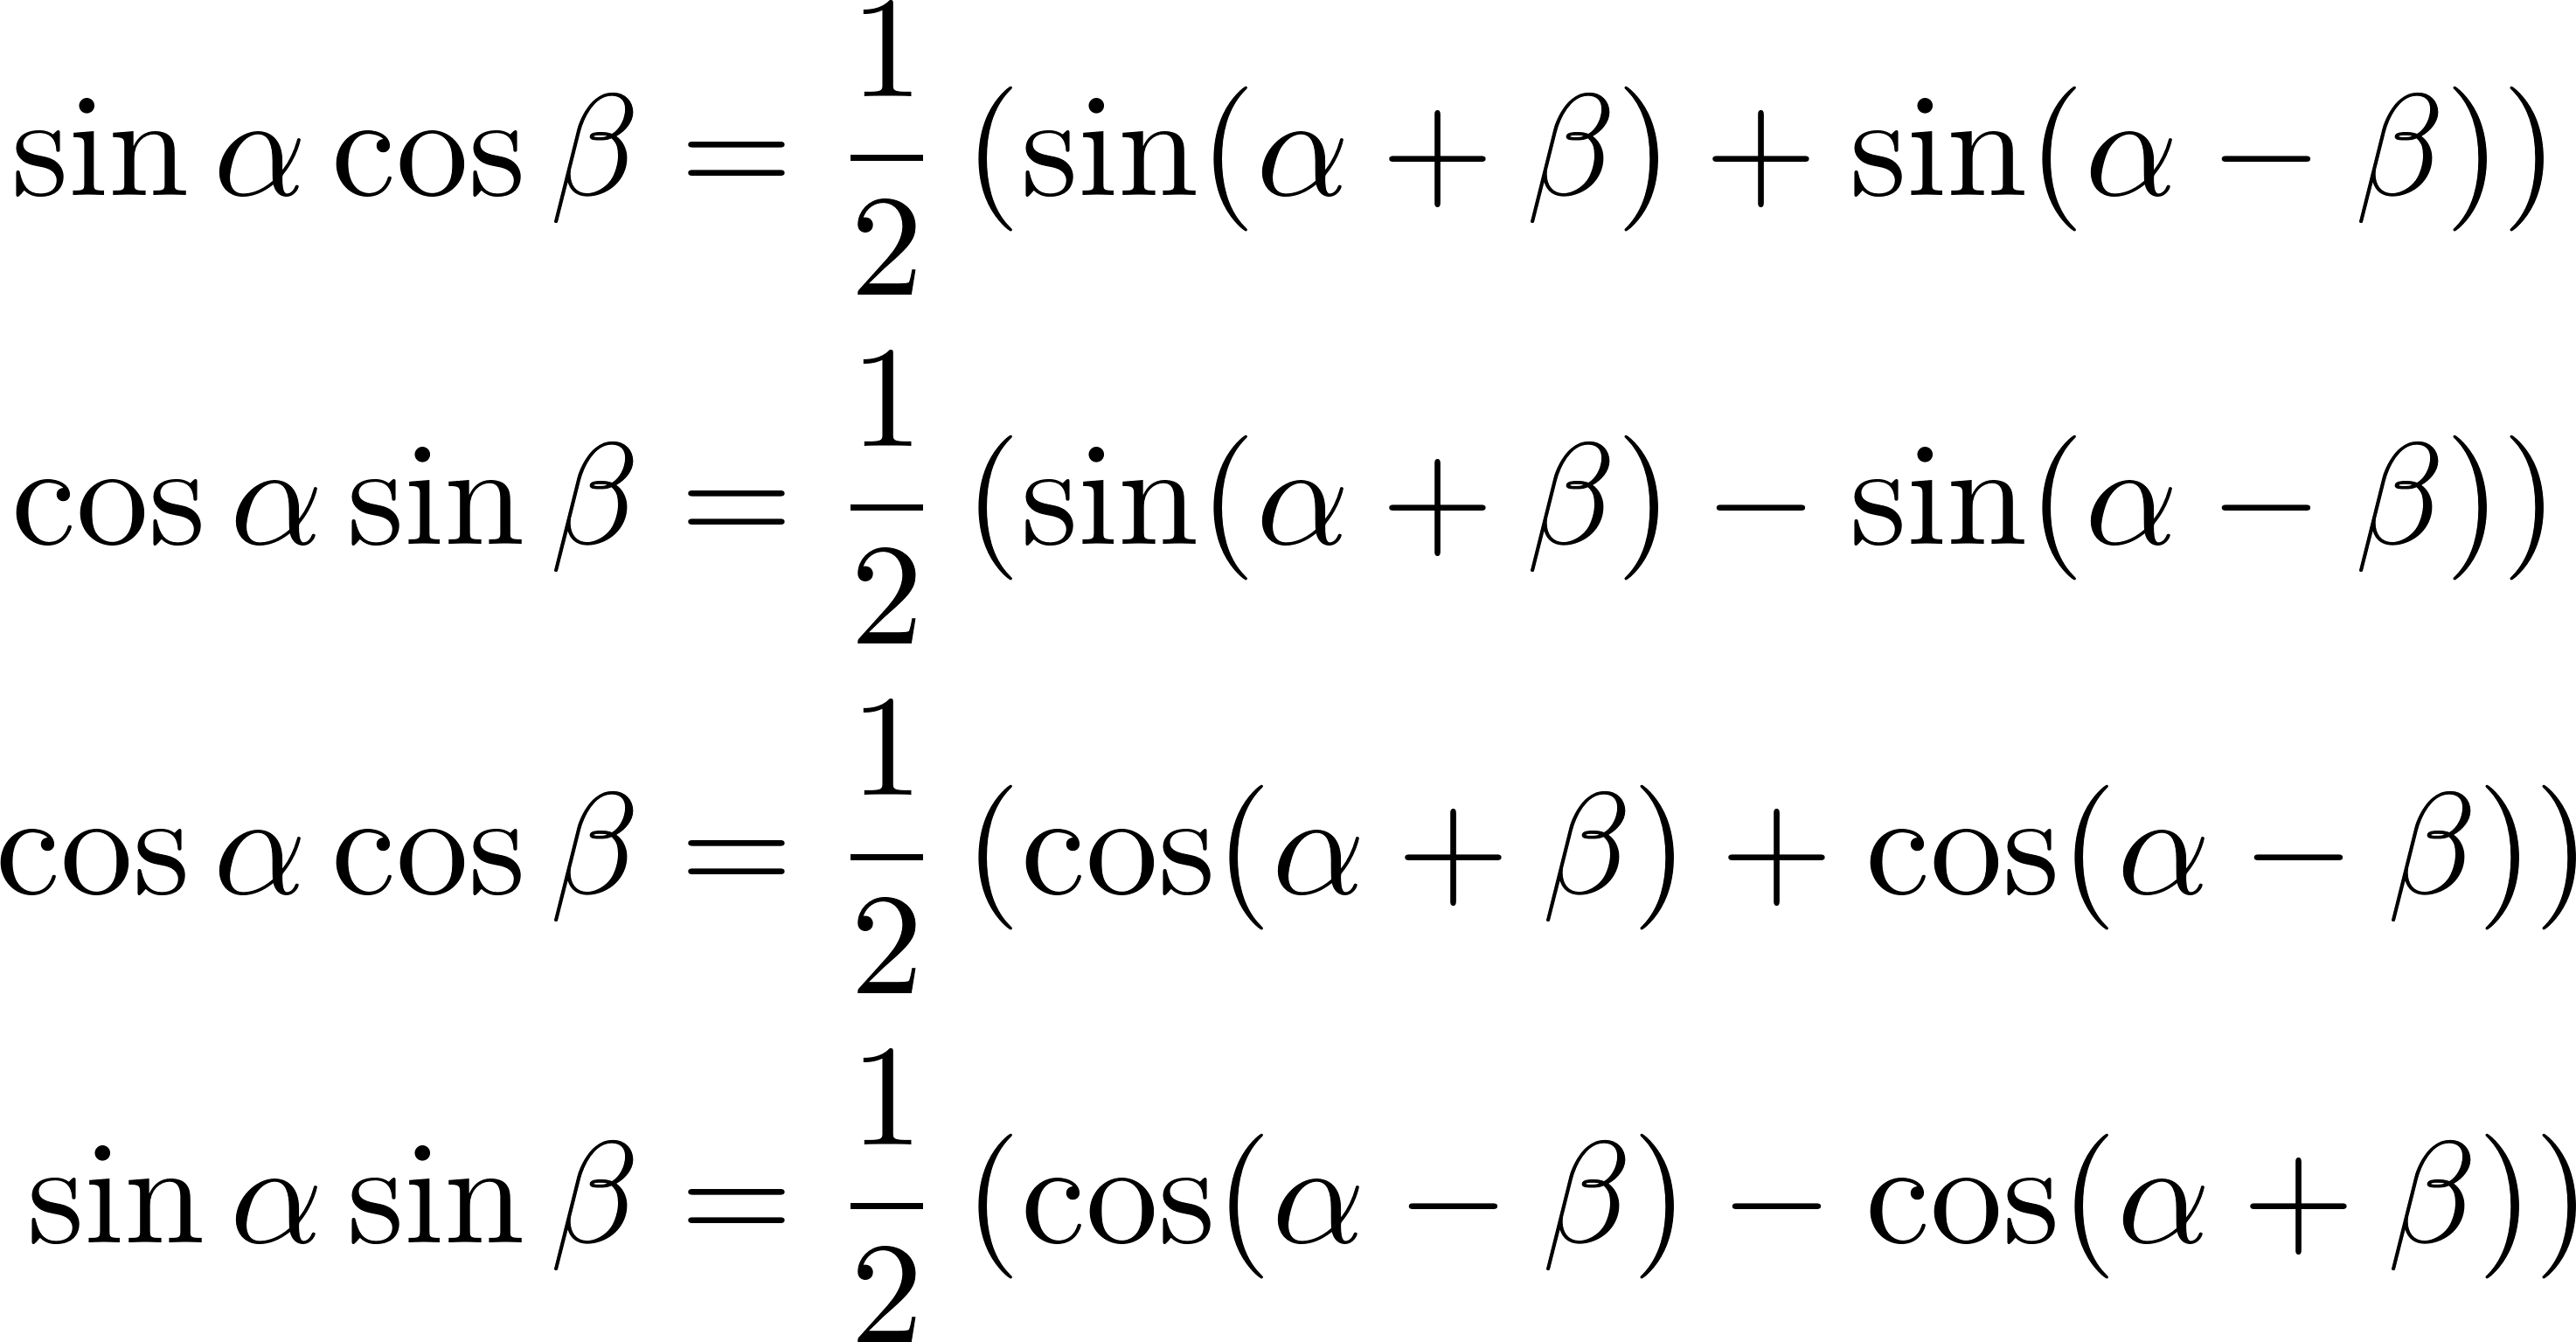 sin α cos β = 1/2 (sin(α + β) + sin(α − β))
cos α sin β = 1/2 (sin(α + β) − sin(α − β))
cos α cos β = 1/2 (cos(α + β) + cos(α − β))
sin α sin β = 1/2 (cos(α − β) − cos(α + β))